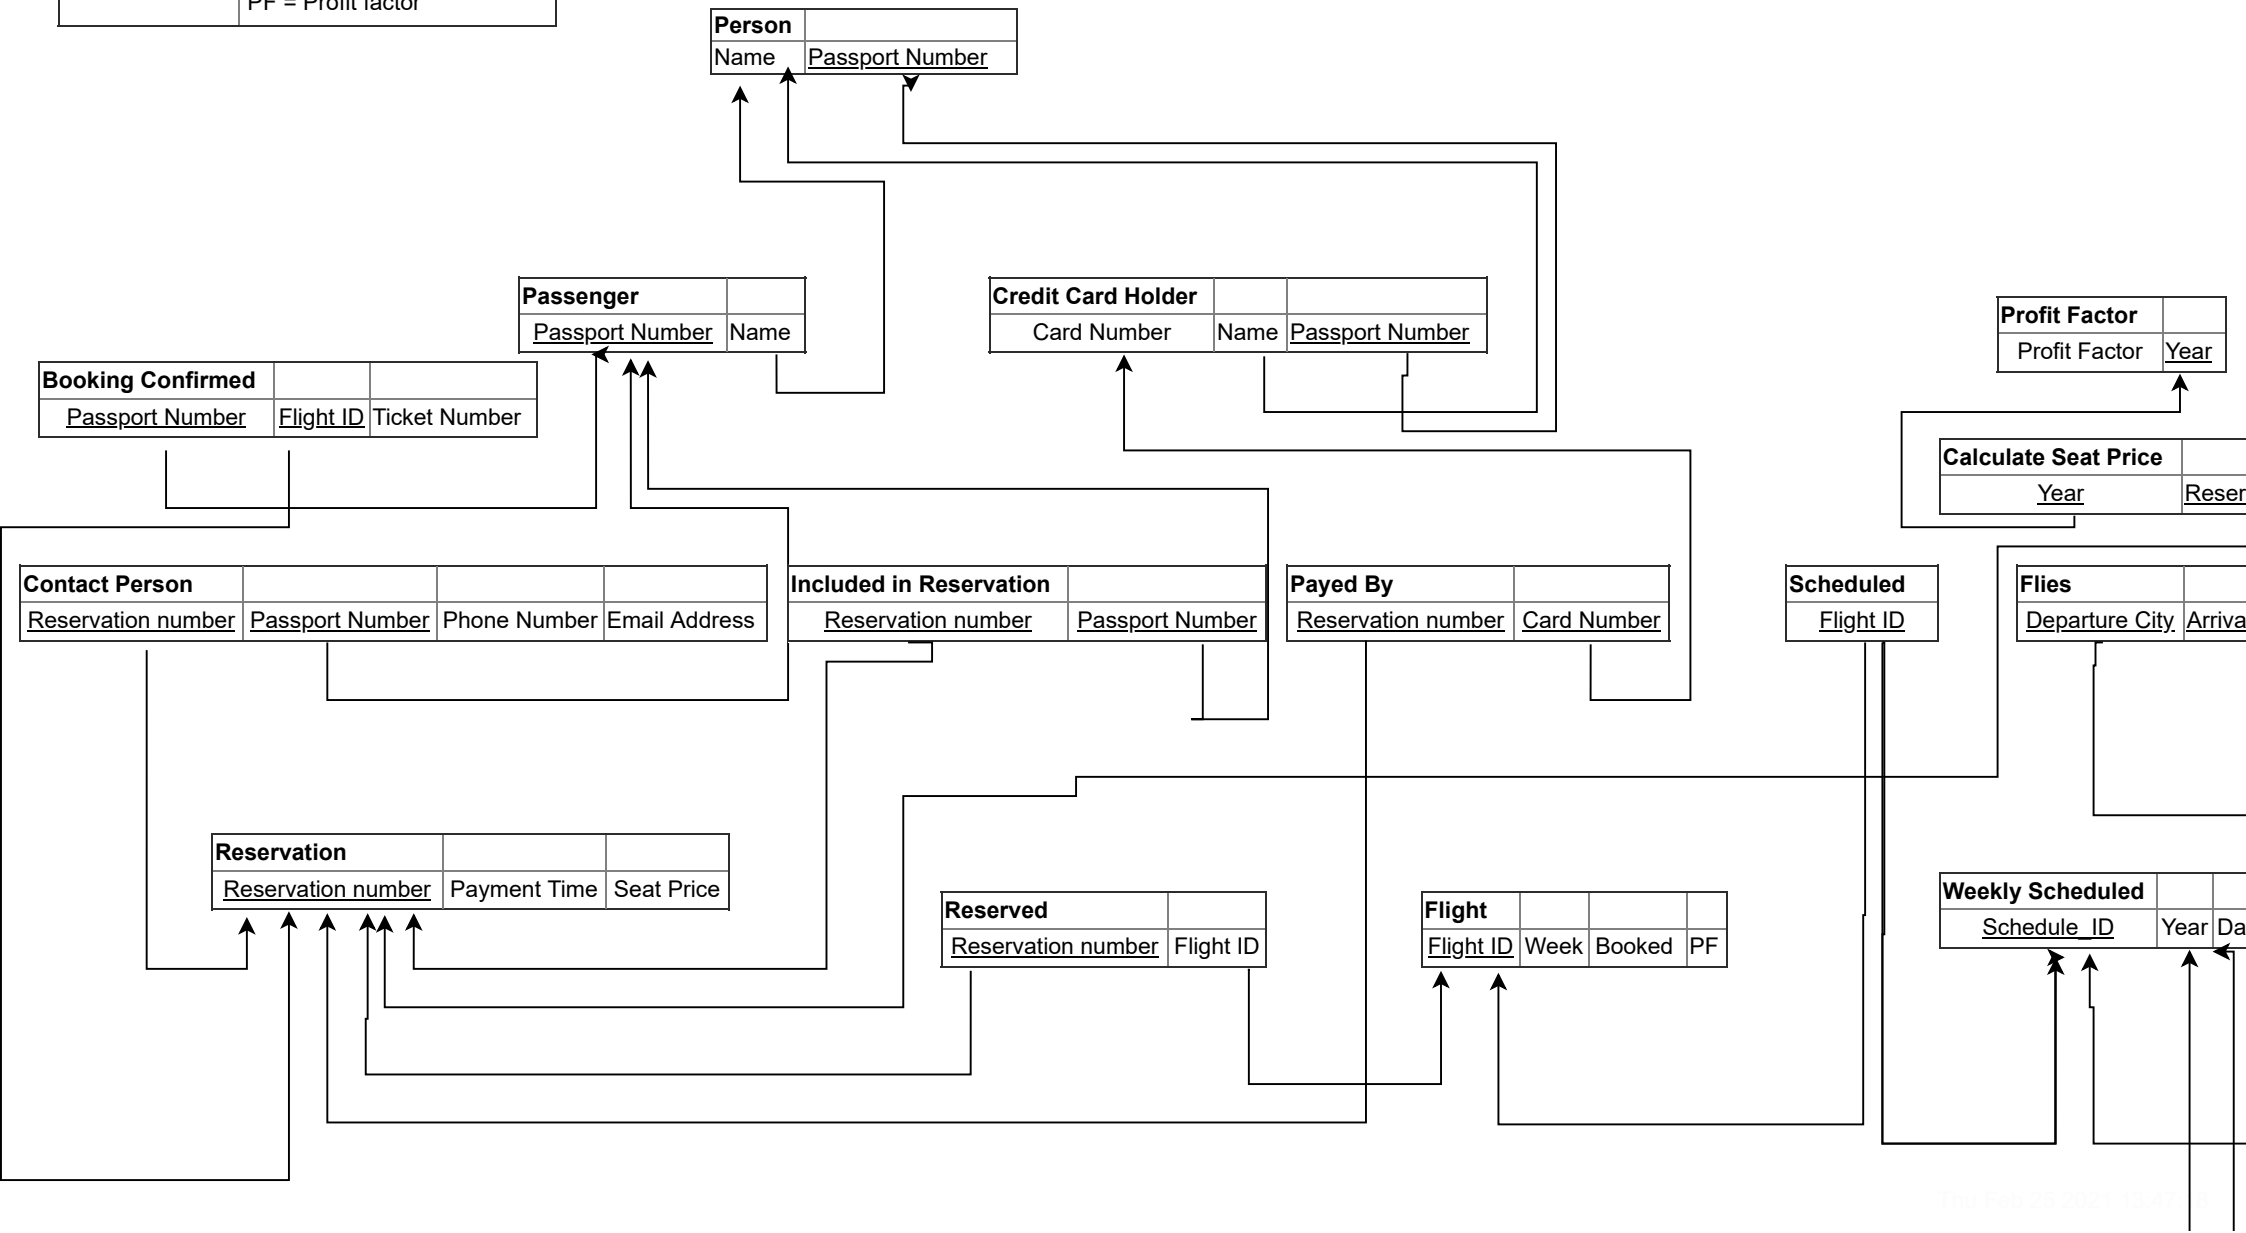 PF = Profit factor
Person
Name Passport Number
Passenger
Passport Number Name
Credit Card Holder
Card Number Name Passport Number
Profit Factor
Profit Factor Year
Booking Confirmed
Passport Number Flight ID Ticket Number
Calculate Seat Price
Year Reser
Contact Person
Reservation number Passport Number Phone Number Email Address
Included in Reservation
Reservation number Passport Number
Payed By
Reservation number Card Number
Scheduled
Flight ID
Flies
Departure City Arriva
Reservation
Reservation number Payment Time Seat Price
Reserved
Reservation number Flight ID
Flight
Flight ID Week Booked PF
Weekly Scheduled
Schedule_ID Year Da